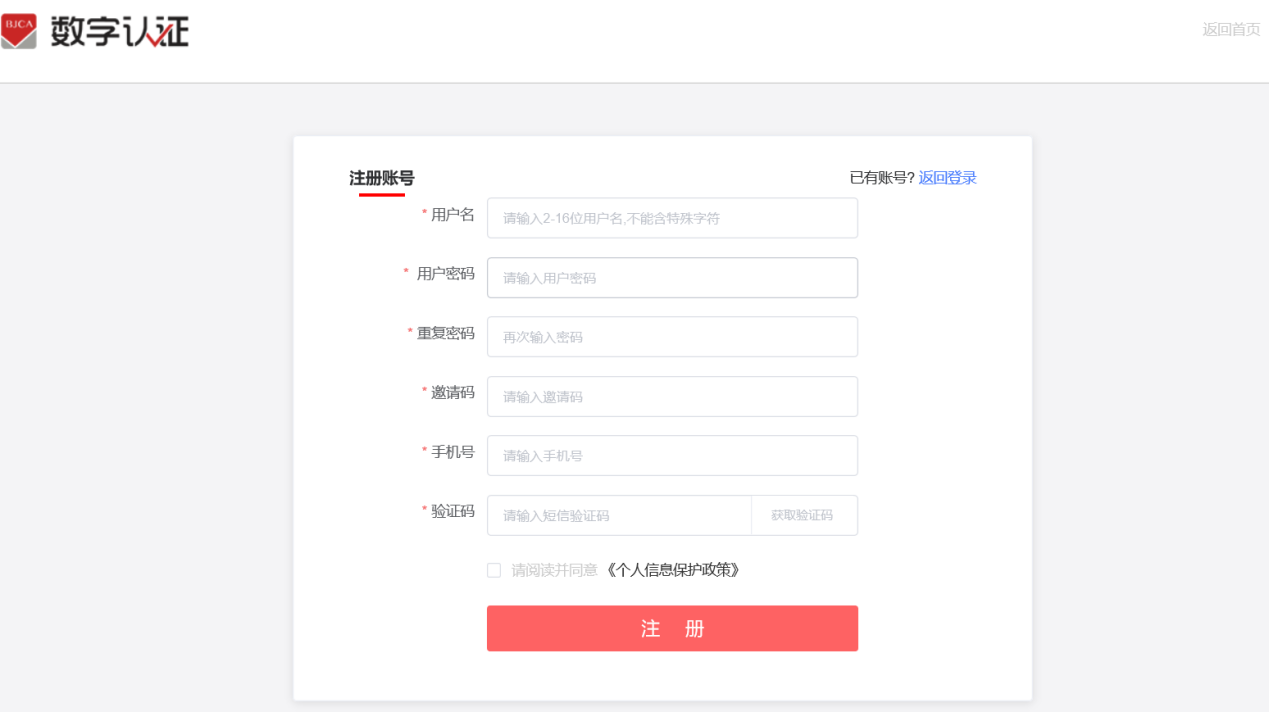 BJCA 数字认证
返回首页
注册账号
已有账号? 返回登录
* 用户名 请输入2-16位用户名,不能含特殊字符
* 用户密码 请输入用户密码
* 重复密码 再次输入密码
* 邀请码 请输入邀请码
* 手机号 请输入手机号
* 验证码 请输入短信验证码 获取验证码
请阅读并同意 《个人信息保护政策》
注 册